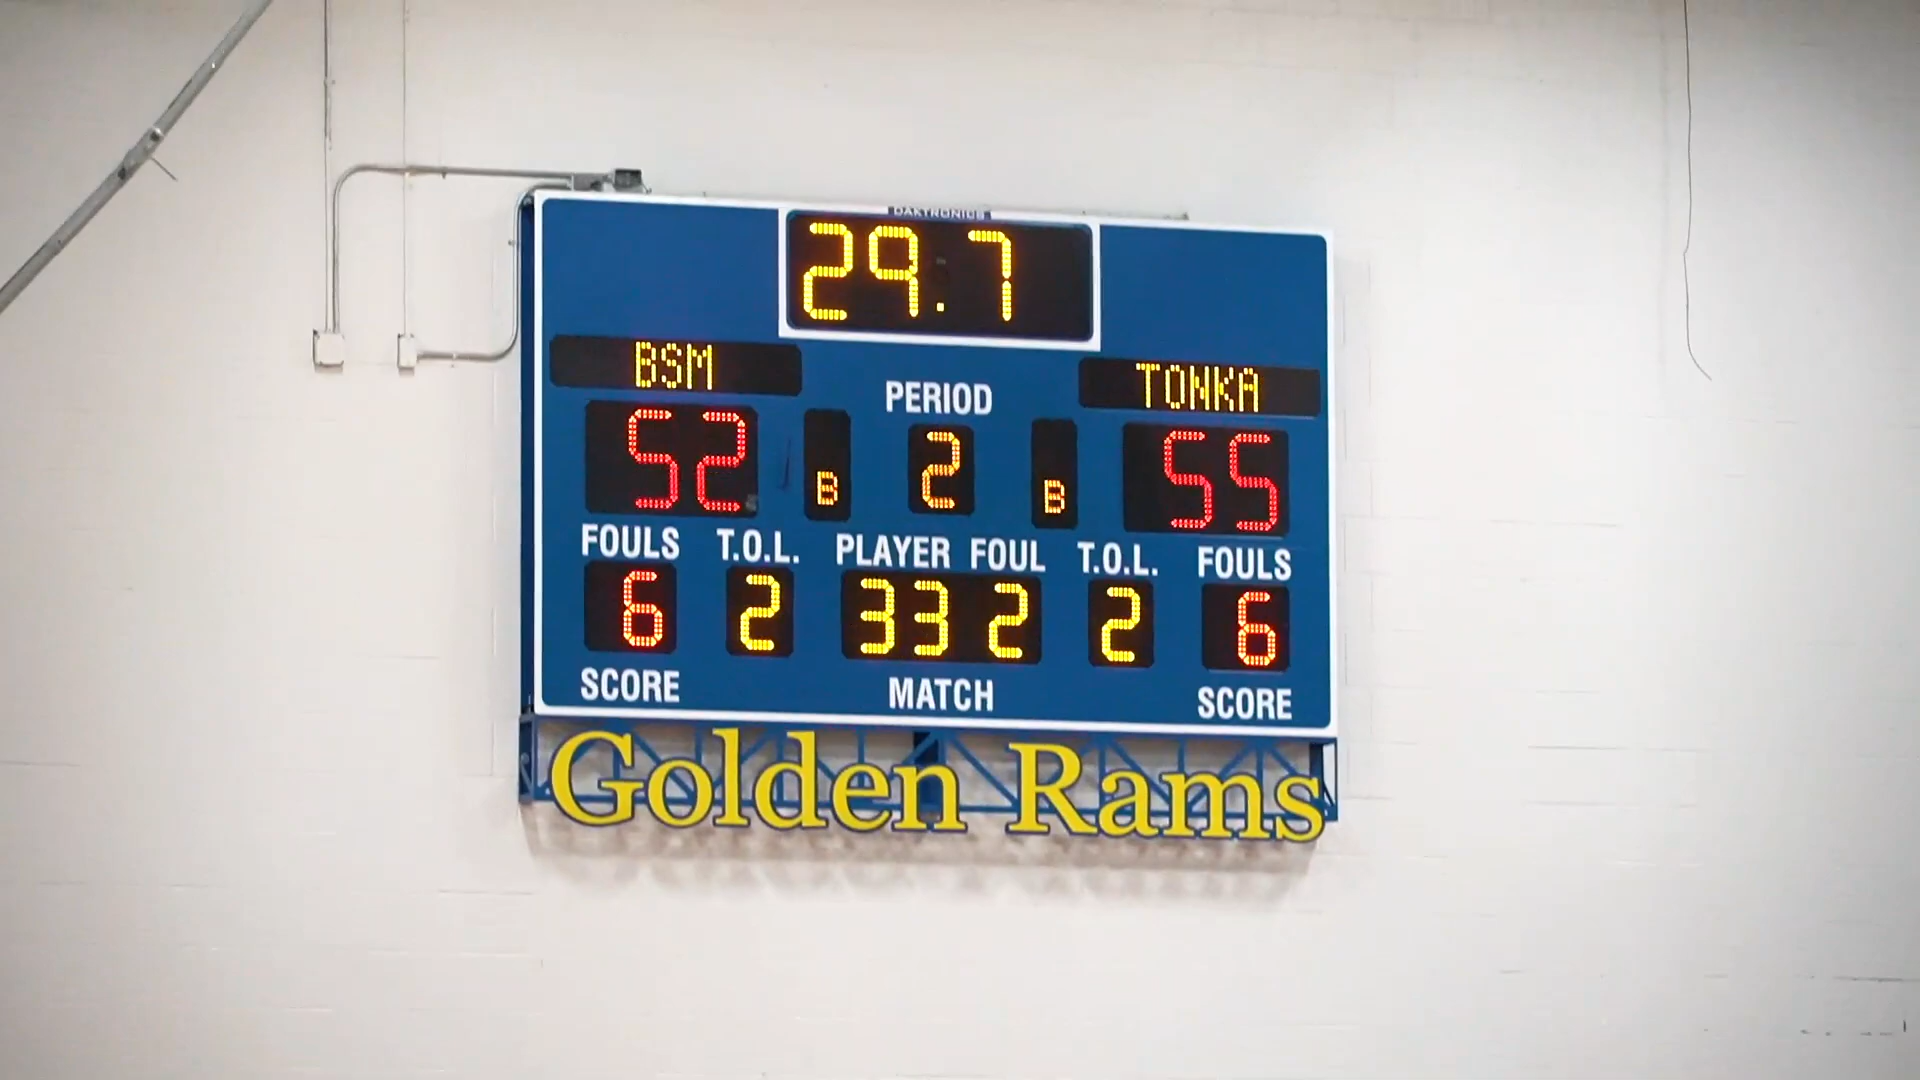 DAKTRONICS
29.7
BSM
PERIOD
TONKA
52 B 2 B 55
FOULS T.O.L. PLAYER FOUL T.O.L. FOULS
6 2 33 2 2 6
SCORE MATCH SCORE
Golden Rams